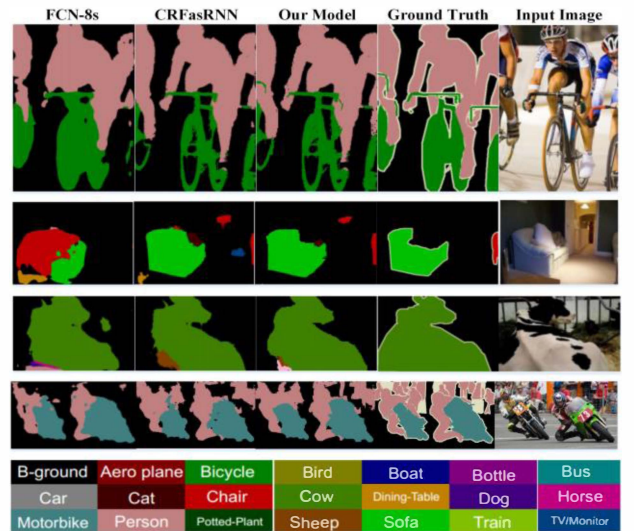 FCN-8s CRFasRNN Our Model Ground Truth Input Image
B-ground Aero plane Bicycle Bird Boat Bottle Bus
Car Cat Chair Cow Dining-Table Dog Horse
Motorbike Person Potted-Plant Sheep Sofa Train TV/Monitor